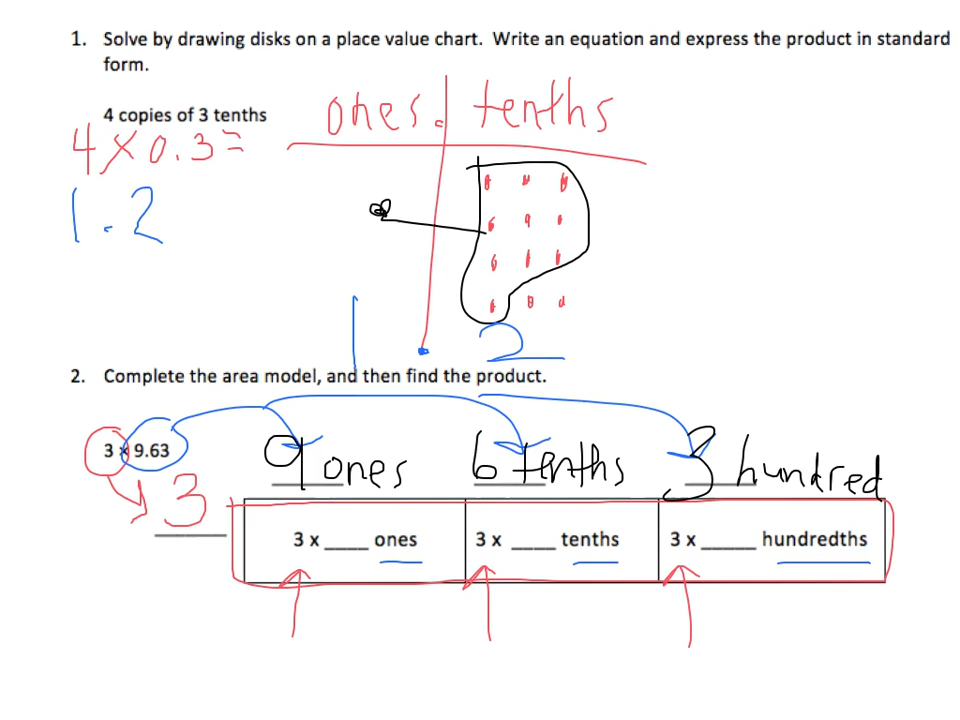 1. Solve by drawing disks on a place value chart. Write an equation and express the product in standard
form.
4 copies of 3 tenths
ones. tenths
4 × 0.3 =
1.2
1 . 2
2. Complete the area model, and then find the product.
3 × 9.63
9 ones 6 tenths 3 hundred
3
3 x ____ ones 3 x ____ tenths 3 x ____ hundredths